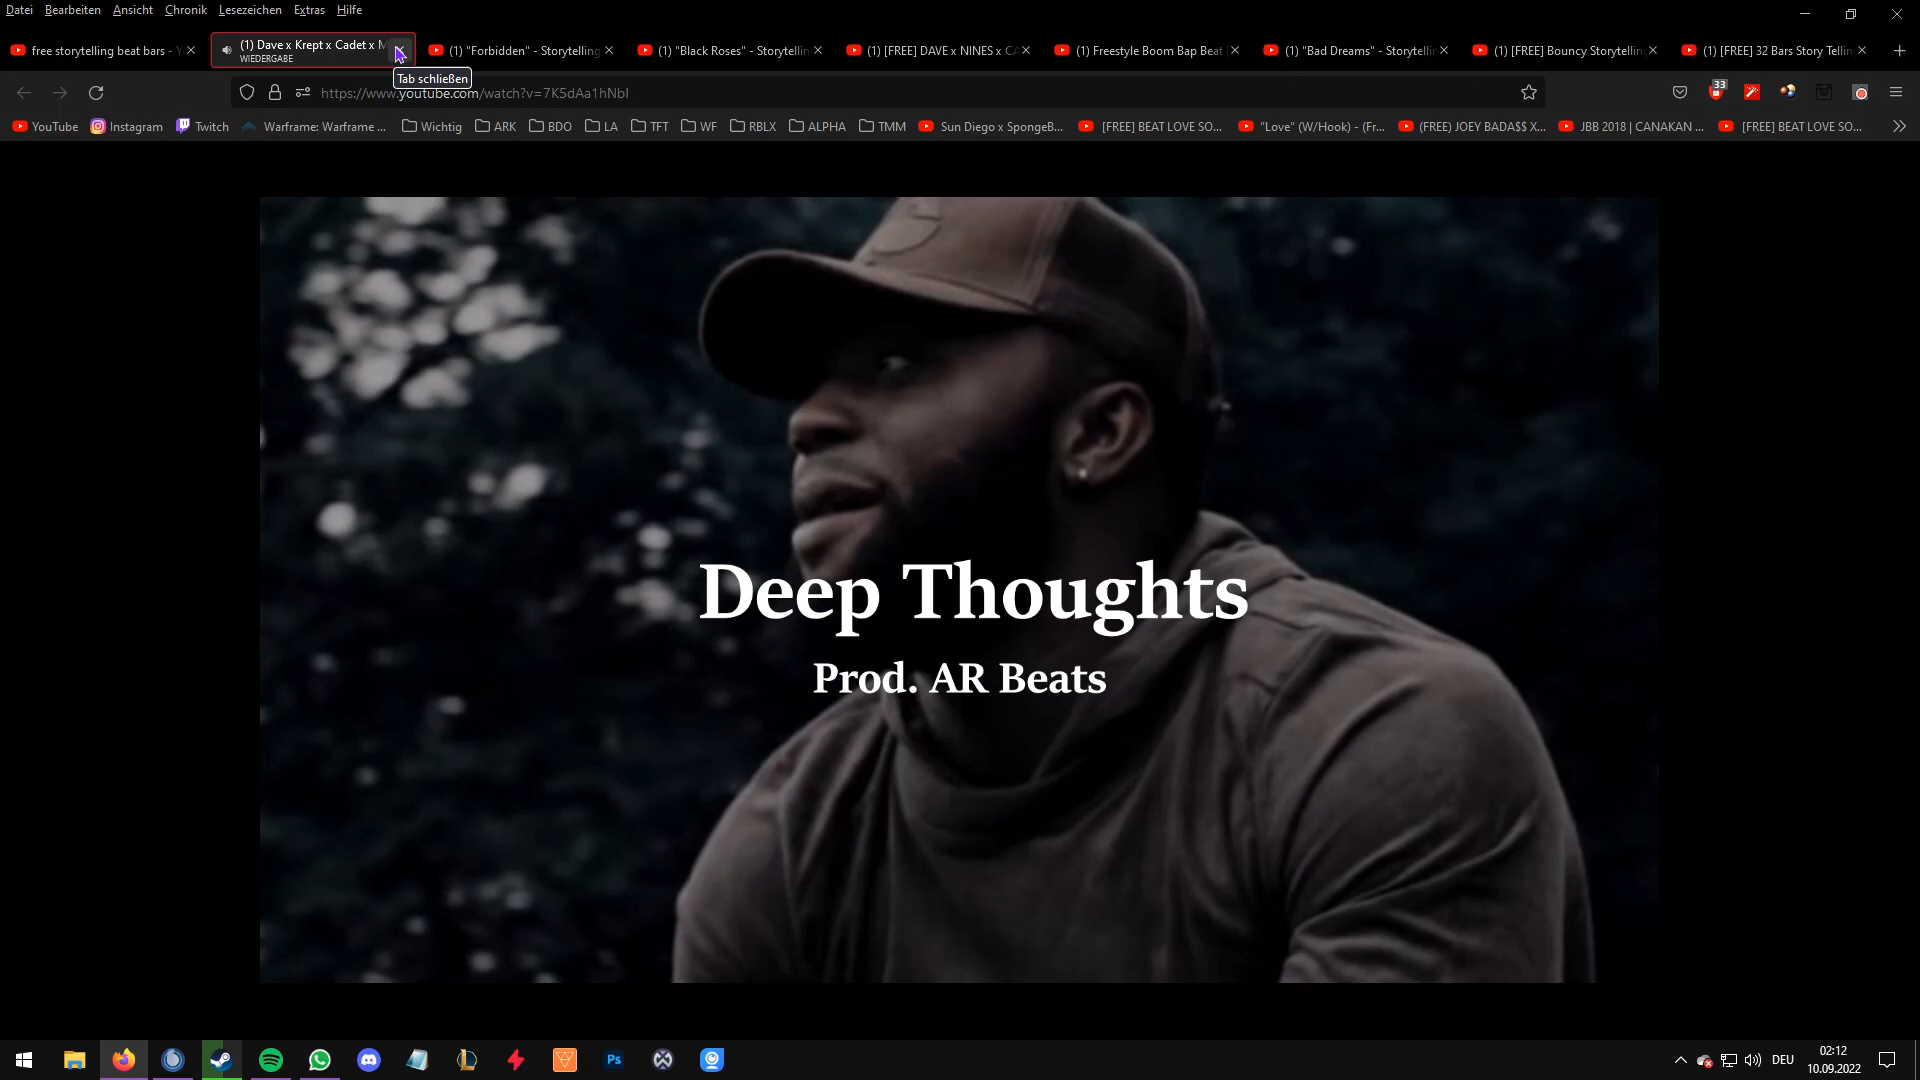 Datei Bearbeiten Ansicht Chronik Lesezeichen Extras Hilfe
free storytelling beat bars - Y
(1) Dave x Krept x Cadet x M
WIEDERGABE
(1) "Forbidden" - Storytelling
(1) "Black Roses" - Storytellin
(1) [FREE] DAVE x NINES x CA
(1) Freestyle Boom Bap Beat
(1) "Bad Dreams" - Storytellin
(1) [FREE] Bouncy Storytelling
(1) [FREE] 32 Bars Story Tellin
Tab schließen
https://www.youtube.com/watch?v=7K5dAa1hNbI
33
YouTube Instagram Twitch Warframe: Warframe ... Wichtig ARK BDO LA TFT WF RBLX ALPHA TMM Sun Diego x SpongeB... [FREE] BEAT LOVE SO... "Love" (W/Hook) - (Fr... (FREE) JOEY BADA$$ X... JBB 2018 | CANAKAN ... [FREE] BEAT LOVE SO...
Deep Thoughts
Prod. AR Beats
Ps
DEU
02:12
10.09.2022